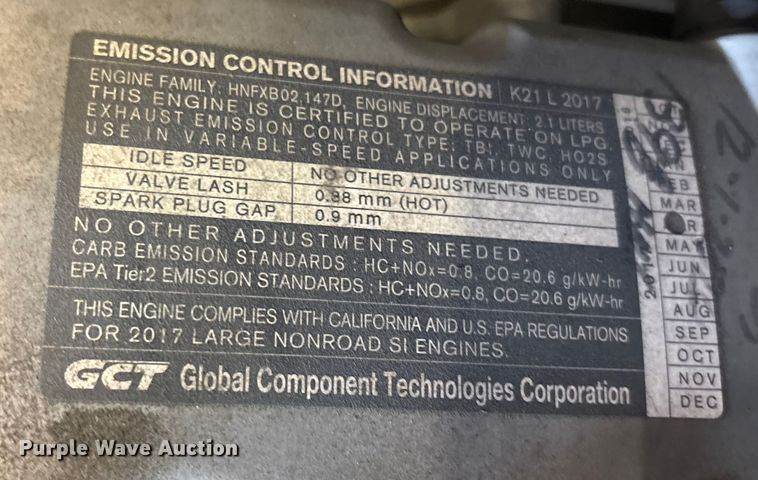 EMISSION CONTROL INFORMATION K21 L 2017
ENGINE FAMILY: HNFXB02.147D, ENGINE DISPLACEMENT: 2.1 LITERS
THIS ENGINE IS CERTIFIED TO OPERATE ON LPG.
EXHAUST EMISSION CONTROL TYPE: TBI, TWC, HO2S
USE IN VARIABLE-SPEED APPLICATIONS ONLY
IDLE SPEED NO OTHER ADJUSTMENTS NEEDED
VALVE LASH 0.38 mm (HOT)
SPARK PLUG GAP 0.9 mm
NO OTHER ADJUSTMENTS NEEDED.
CARB EMISSION STANDARDS : HC+NOx=0.8, CO=20.6 g/kW-hr
EPA Tier2 EMISSION STANDARDS : HC+NOx=0.8, CO=20.6 g/kW-hr
THIS ENGINE COMPLIES WITH CALIFORNIA AND U.S. EPA REGULATIONS
FOR 2017 LARGE NONROAD SI ENGINES.
GCT Global Component Technologies Corporation
MAR
MAY
JUN
JUL
AUG
SEP
OCT
NOV
DEC
Purple Wave Auction